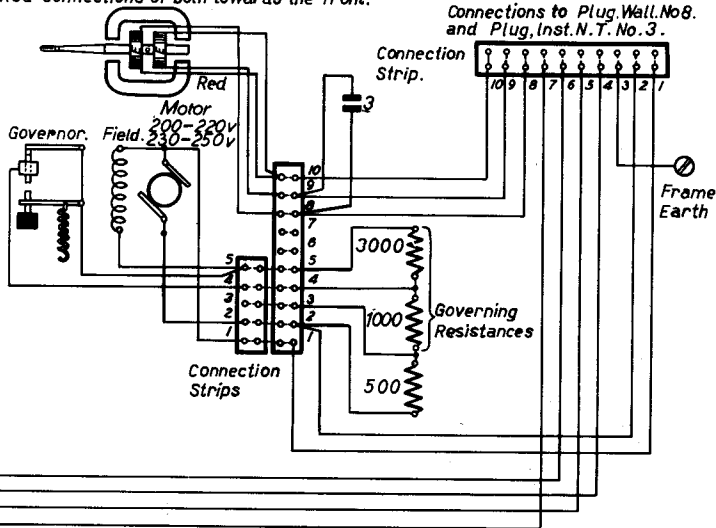 Connections to Plug.Wall.No8.
and Plug,Inst.N.T.No.3.
Connection
Strip.
10 9 8 7 6 5 4 3 2 1
Red
3
Motor
200-220v
230-250v
Governor.
Field.
Frame
Earth
10
9
8
7
6
5
4
3
2
1
5
4
3
2
1
3000
1000
500
Governing
Resistances
Connection
Strips